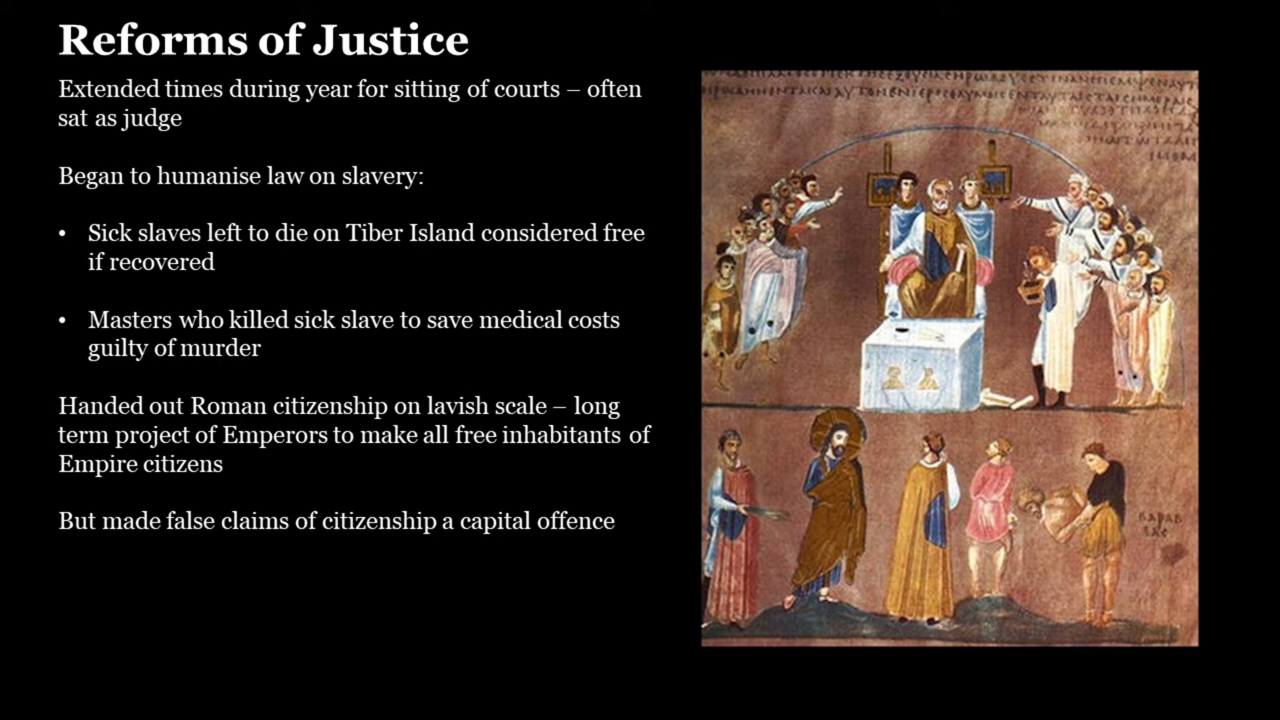 Reforms of Justice
Extended times during year for sitting of courts – often
sat as judge
Began to humanise law on slavery:
• Sick slaves left to die on Tiber Island considered free
if recovered
• Masters who killed sick slave to save medical costs
guilty of murder
Handed out Roman citizenship on lavish scale – long
term project of Emperors to make all free inhabitants of
Empire citizens
But made false claims of citizenship a capital offence
ΒΑΡΑΒ
ΒΑC